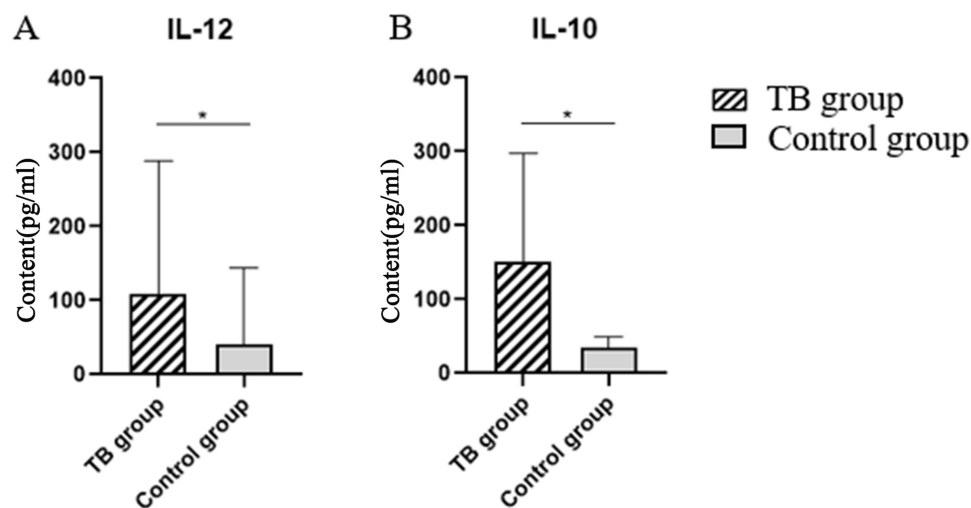 A
IL-12
400
300
200
100
0
Content(pg/ml)
*
TB group
Control group
B
IL-10
400
300
200
100
0
Content(pg/ml)
*
TB group
Control group
TB group
Control group